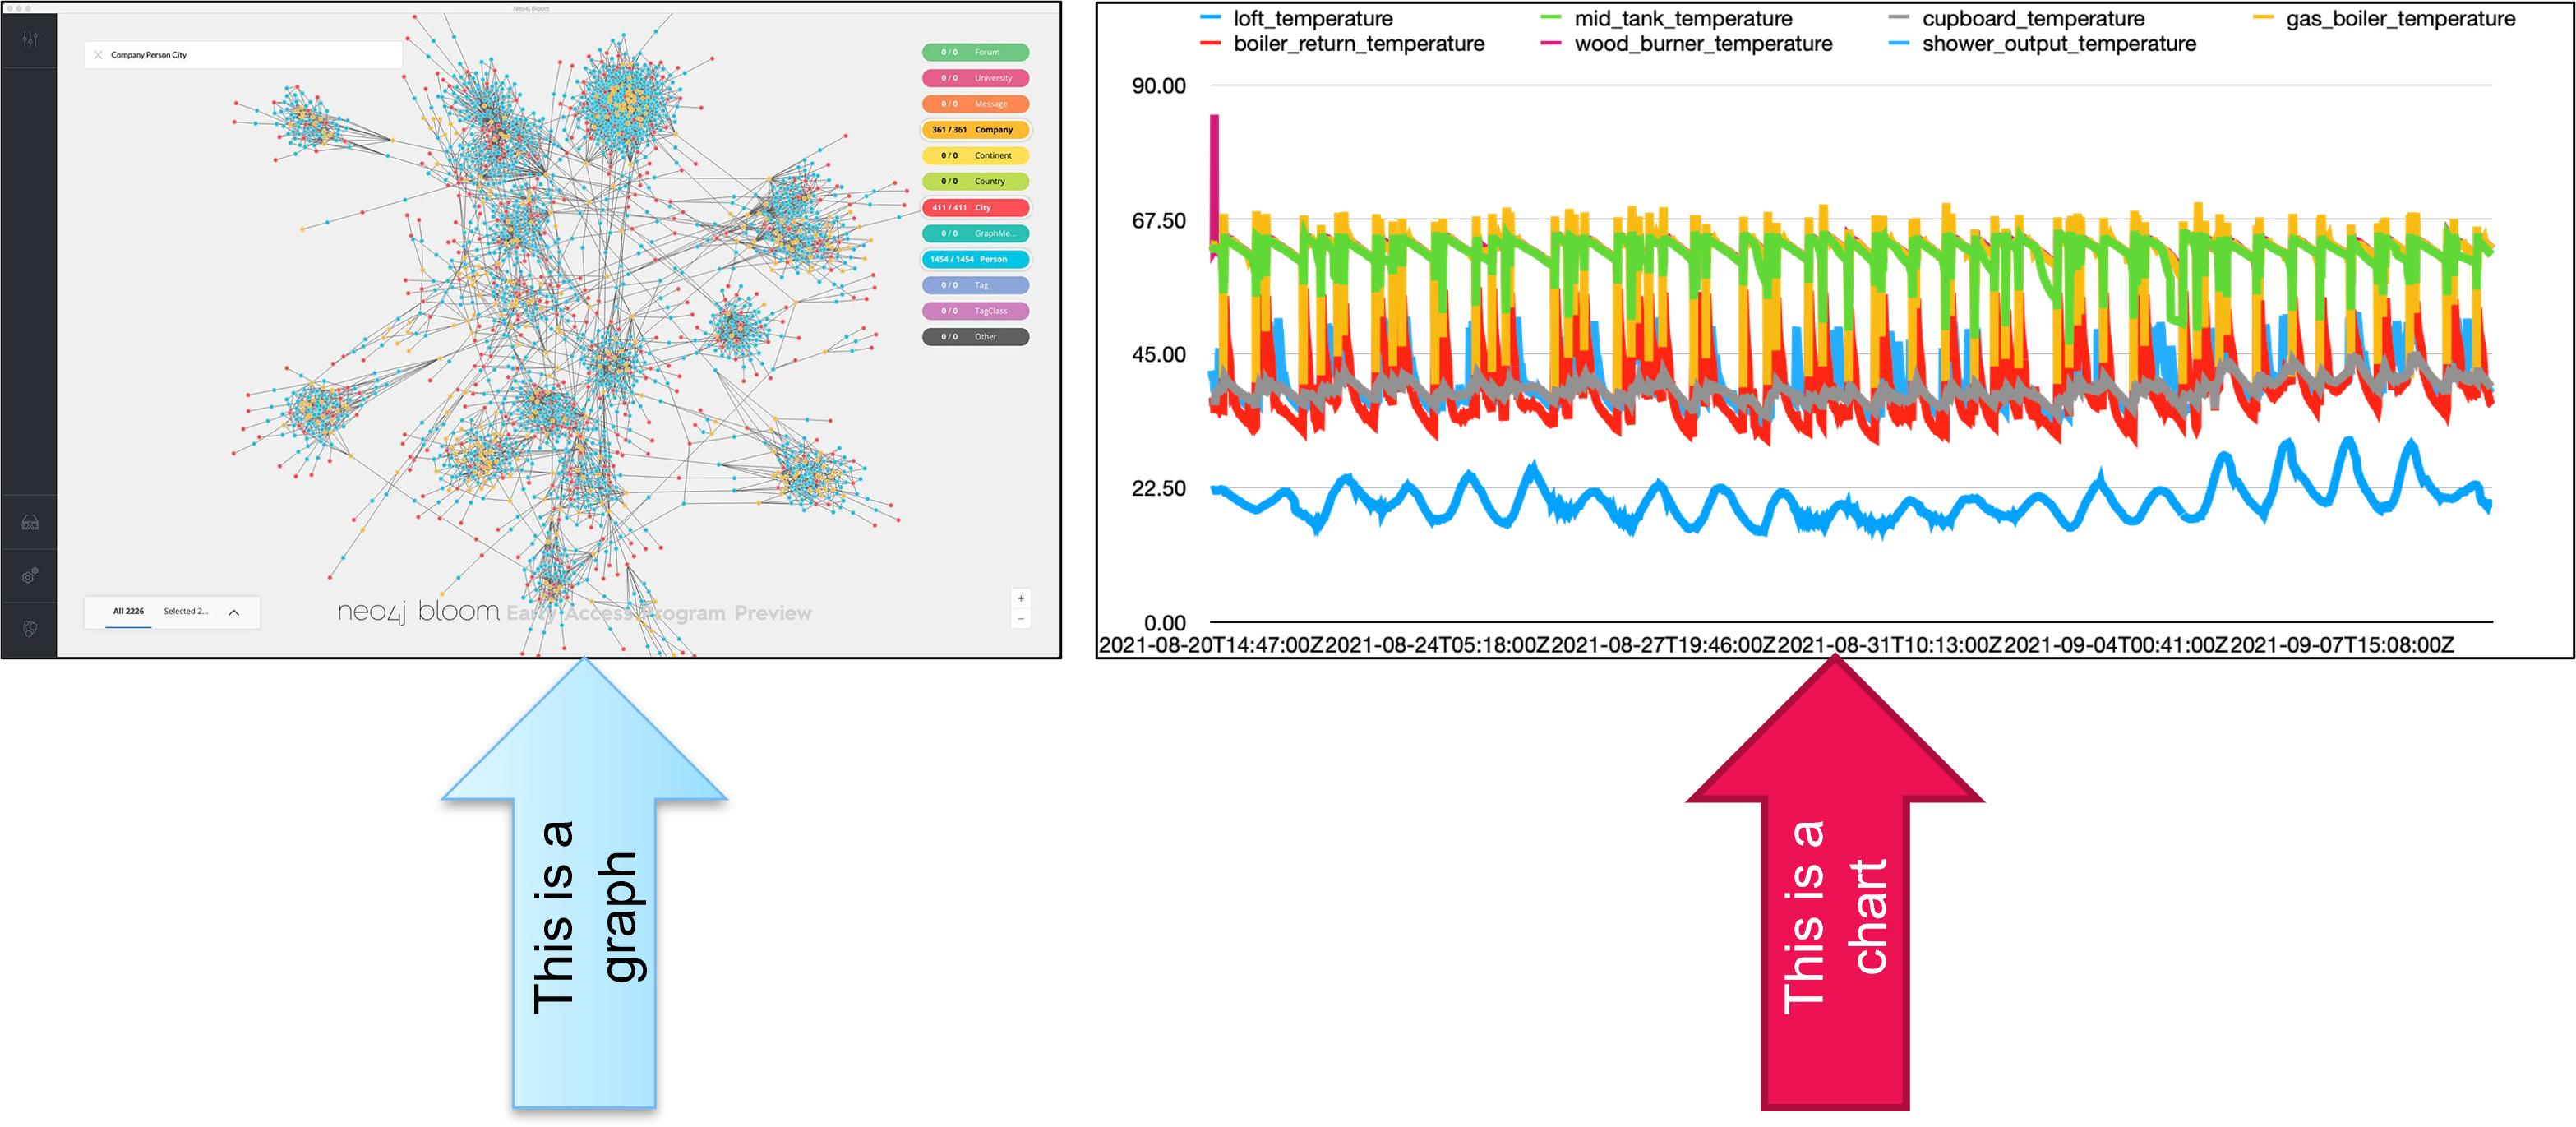 Neo4j Bloom
Company Person City
0 / 0 Forum
0 / 0 University
0 / 0 Message
361 / 361 Company
0 / 0 Continent
0 / 0 Country
411 / 411 City
0 / 0 GraphMe...
1454 / 1454 Person
0 / 0 Tag
0 / 0 TagClass
0 / 0 Other
All 2226 Selected 2...
neo4j bloom Early Access Program Preview
+
−
loft_temperature mid_tank_temperature cupboard_temperature gas_boiler_temperature
boiler_return_temperature wood_burner_temperature shower_output_temperature
90.00
67.50
45.00
22.50
0.00
2021-08-20T14:47:00Z 2021-08-24T05:18:00Z 2021-08-27T19:46:00Z 2021-08-31T10:13:00Z 2021-09-04T00:41:00Z 2021-09-07T15:08:00Z
This is a
graph
This is a
chart